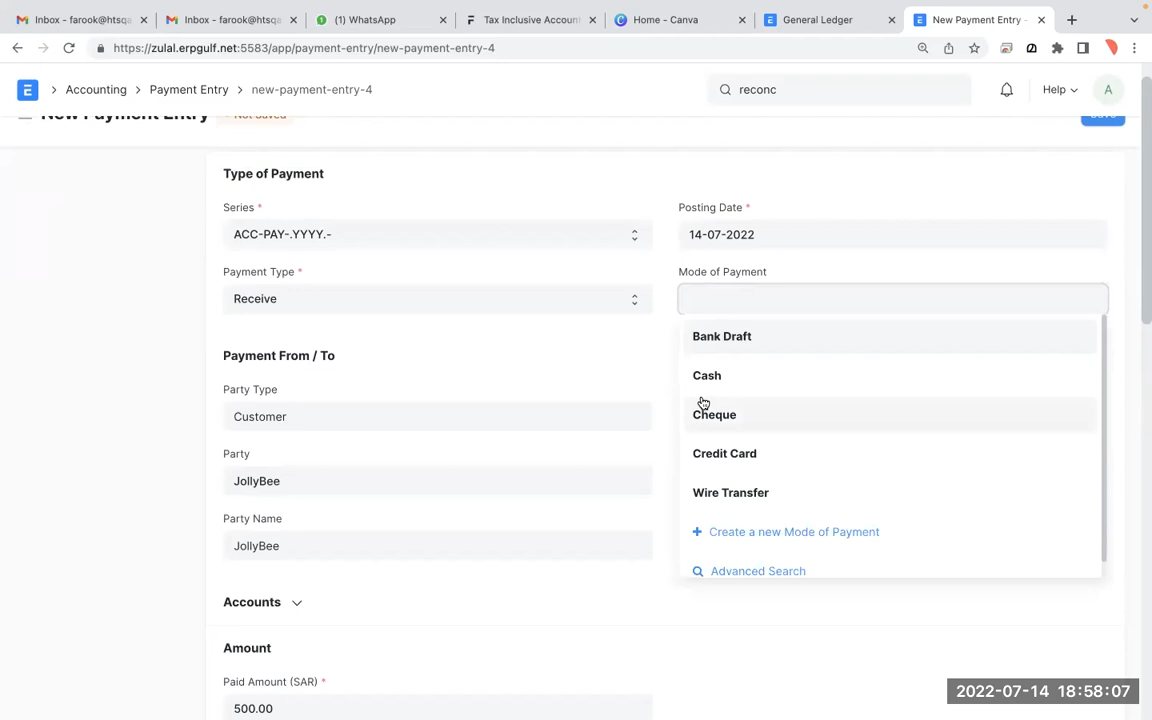 Inbox - farook@htsqa
Inbox - farook@htsqa
(1) WhatsApp
Tax Inclusive Accoun
Home - Canva
General Ledger
New Payment Entry -
https://zulal.erpgulf.net:5583/app/payment-entry/new-payment-entry-4
E
Accounting
Payment Entry
new-payment-entry-4
reconc
Help
A
New Payment Entry
Not Saved
Save
Type of Payment
Series *
Posting Date *
ACC-PAY-.YYYY.-
14-07-2022
Payment Type *
Mode of Payment
Receive
Bank Draft
Payment From / To
Cash
Party Type
Customer
Cheque
Party
Credit Card
JollyBee
Wire Transfer
Party Name
+ Create a new Mode of Payment
JollyBee
Advanced Search
Accounts
Amount
Paid Amount (SAR) *
500.00
2022-07-14 18:58:07